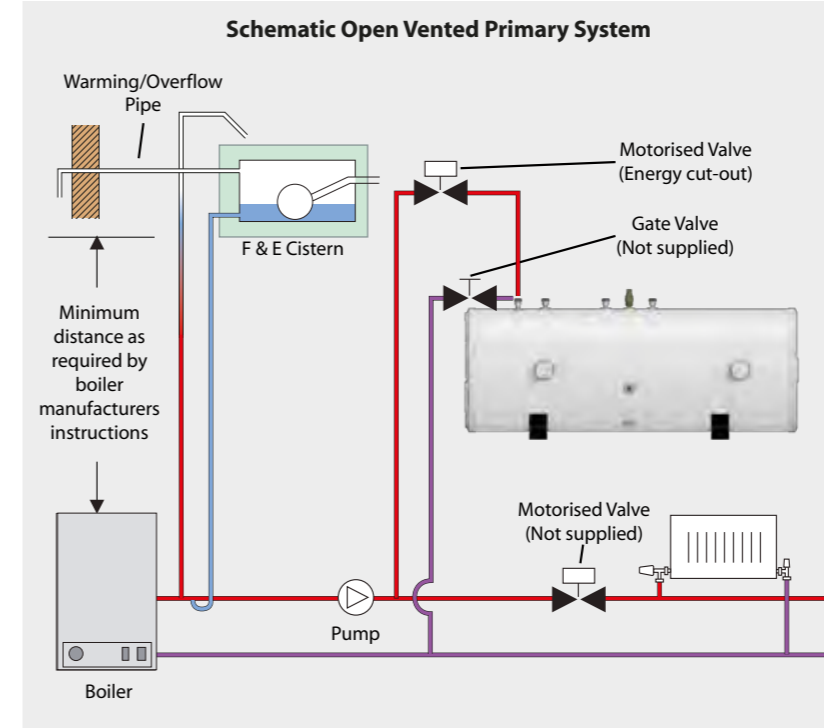 Schematic Open Vented Primary System
Warming/Overflow
Pipe
Motorised Valve
(Energy cut-out)
Gate Valve
(Not supplied)
F & E Cistern
Minimum
distance as
required by
boiler
manufacturers
instructions
Motorised Valve
(Not supplied)
Pump
Boiler